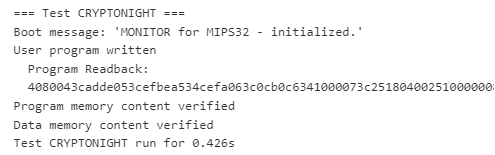 === Test CRYPTONIGHT ===
Boot message: 'MONITOR for MIPS32 - initialized.'
User program written
Program Readback:
4080043cadde053cefbea534cefa063c0cb0c6341000073c25180400251000000
Program memory content verified
Data memory content verified
Test CRYPTONIGHT run for 0.426s